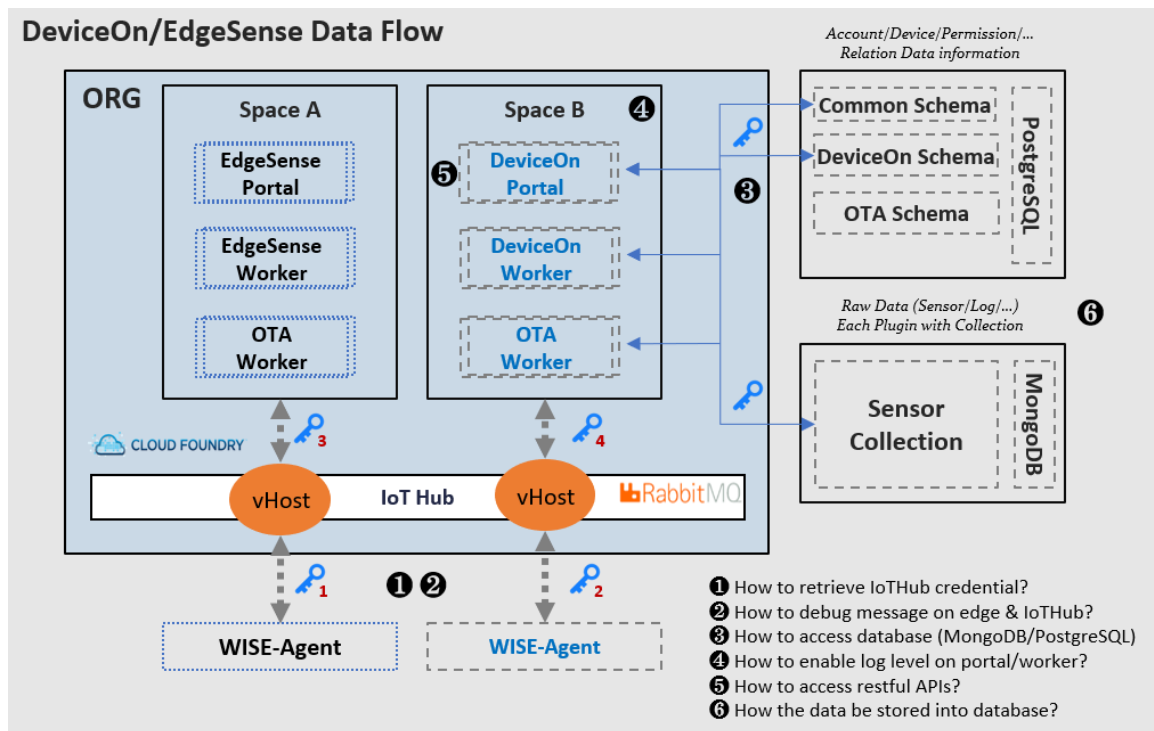 DeviceOn/EdgeSense Data Flow
Account/Device/Permission/...
Relation Data information
ORG
Space A
EdgeSense
Portal
EdgeSense
Worker
OTA
Worker
Space B
❹
❺
DeviceOn
Portal
DeviceOn
Worker
OTA
Worker
❸
Common Schema
DeviceOn Schema
OTA Schema
PostgreSQL
Raw Data (Sensor/Log/...)
Each Plugin with Collection
❻
Sensor
Collection
MongoDB
CLOUD FOUNDRY
3
4
vHost
IoT Hub
vHost
RabbitMQ
1
❶ ❷
2
WISE-Agent
WISE-Agent
❶ How to retrieve IoTHub credential?
❷ How to debug message on edge & IoTHub?
❸ How to access database (MongoDB/PostgreSQL)
❹ How to enable log level on portal/worker?
❺ How to access restful APIs?
❻ How the data be stored into database?